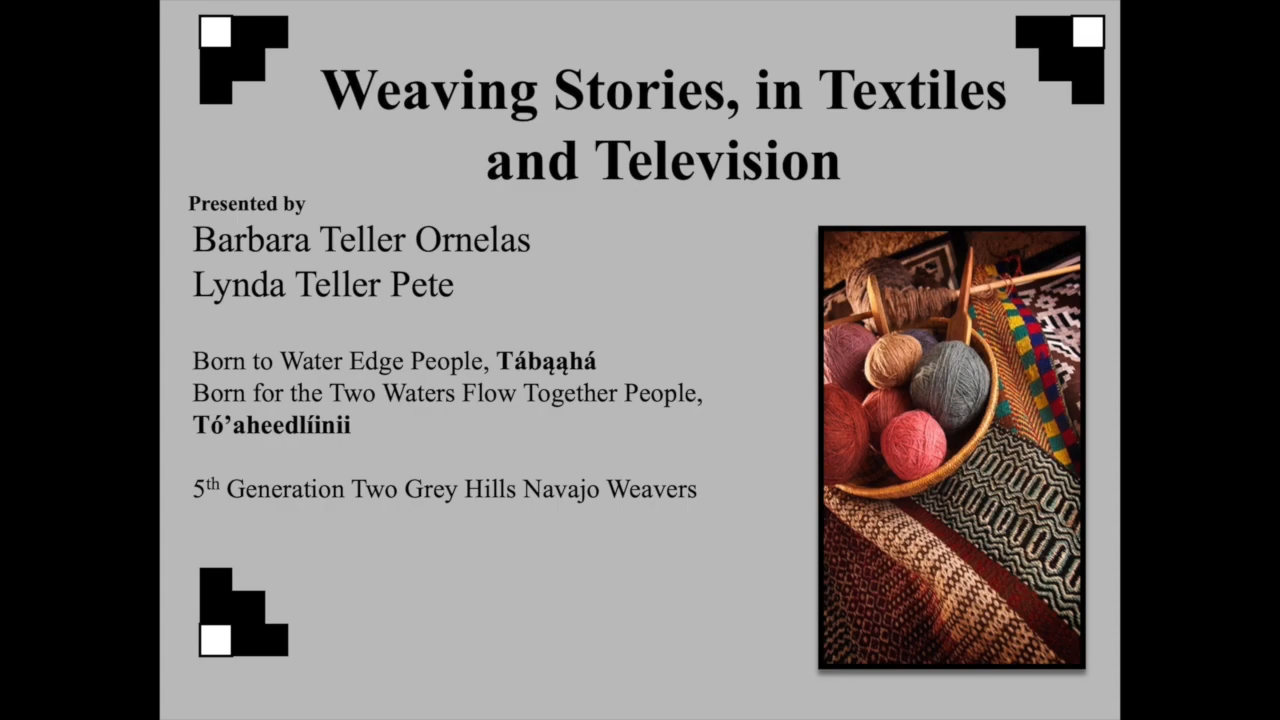 Weaving Stories, in Textiles
and Television
Presented by
Barbara Teller Ornelas
Lynda Teller Pete
Born to Water Edge People, Tábąąhá
Born for the Two Waters Flow Together People,
Tó’aheedlíinii
5th Generation Two Grey Hills Navajo Weavers